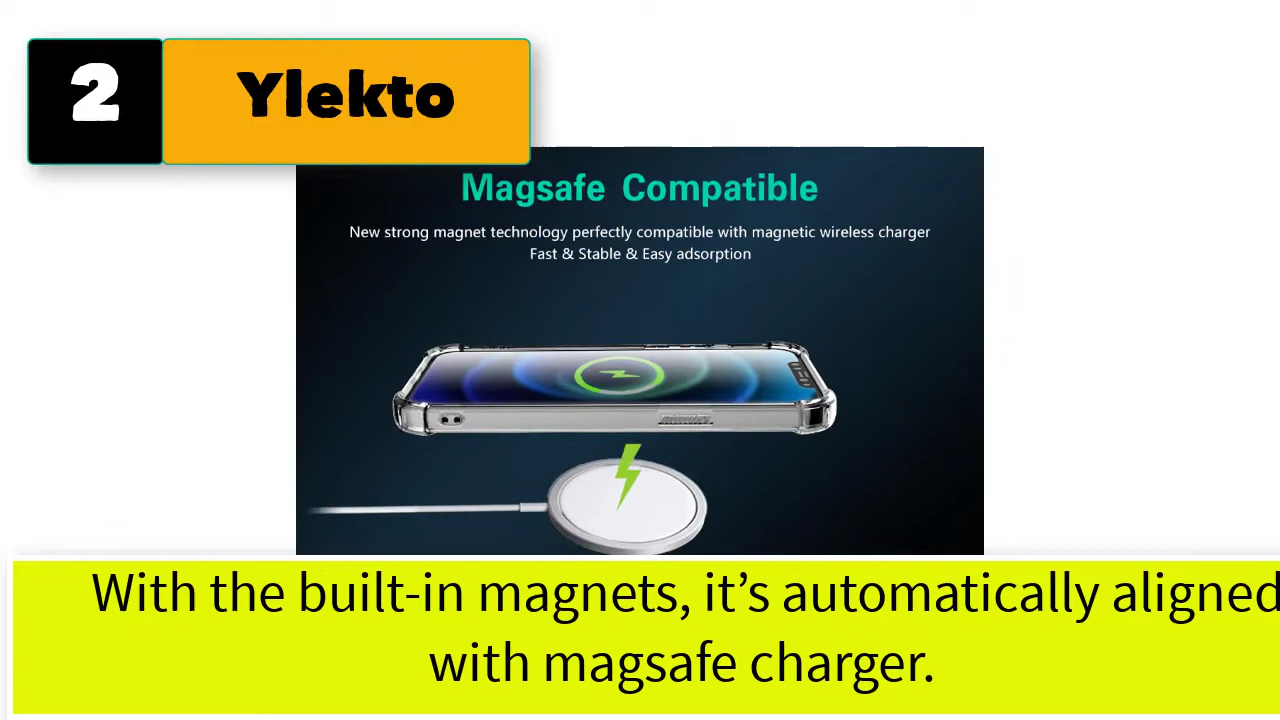 2 Ylekto
Magsafe Compatible
New strong magnet technology perfectly compatible with magnetic wireless charger
Fast & Stable & Easy adsorption
With the built-in magnets, it’s automatically aligned
with magsafe charger.